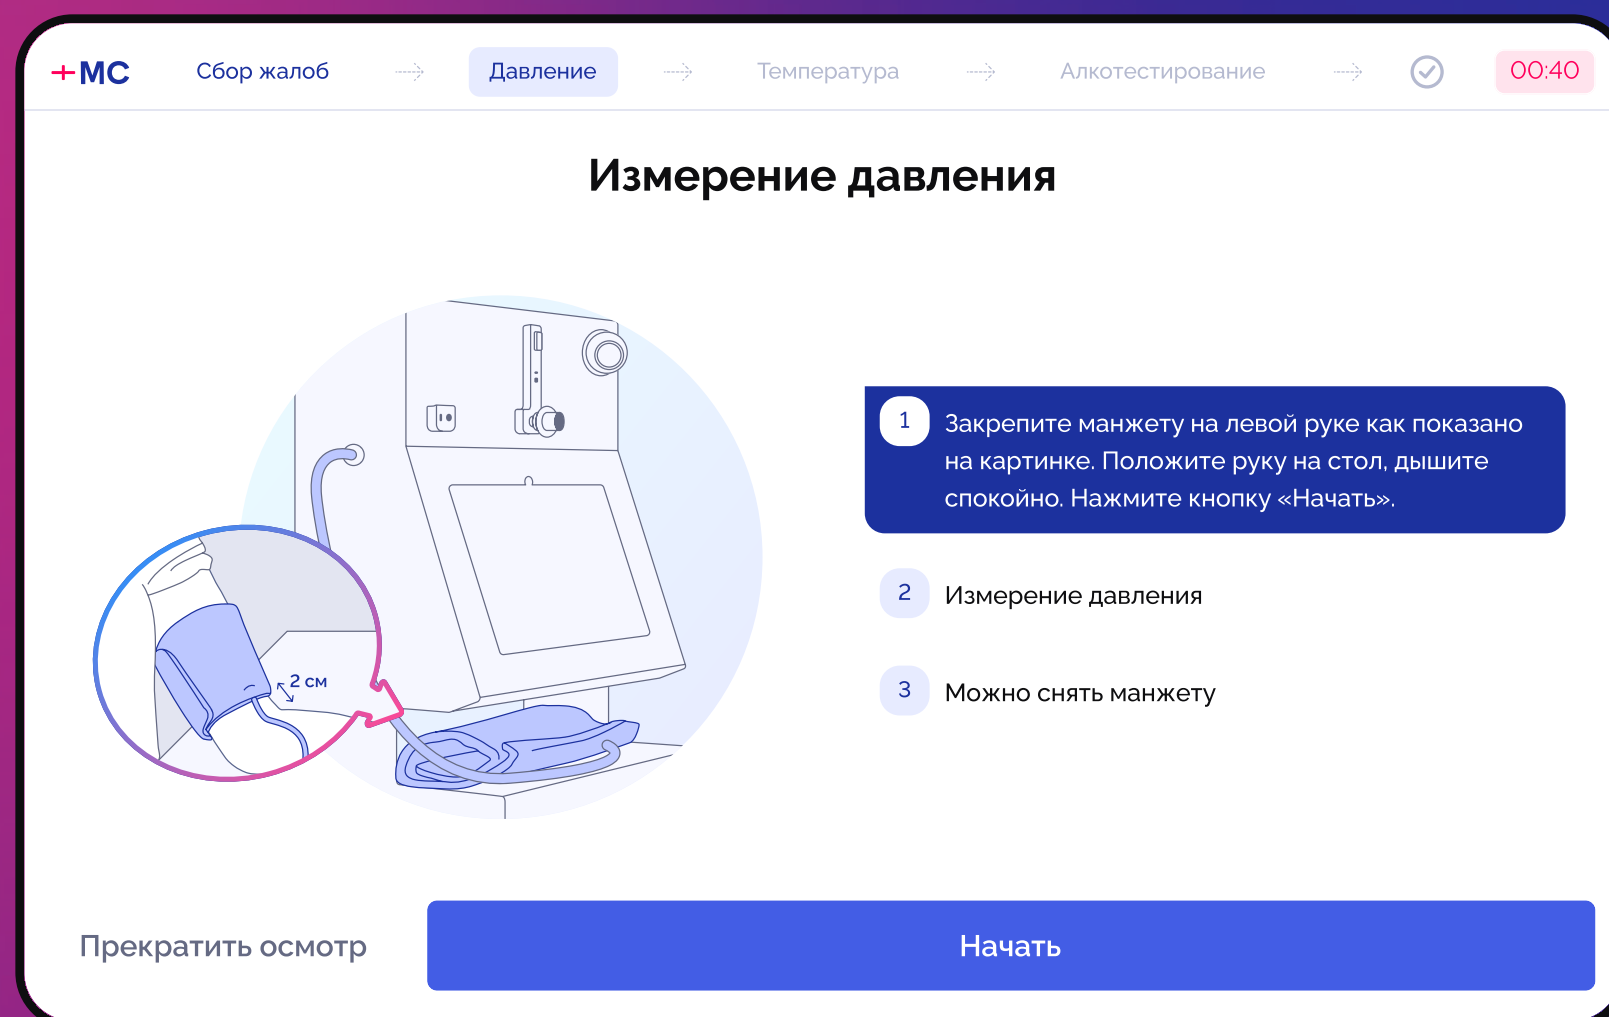 +МС
Сбор жалоб
Давление
Температура
Алкотестирование
00:40
Измерение давления
2 см
1
Закрепите манжету на левой руке как показано
на картинке. Положите руку на стол, дышите
спокойно. Нажмите кнопку «Начать».
2
Измерение давления
3
Можно снять манжету
Прекратить осмотр
Начать